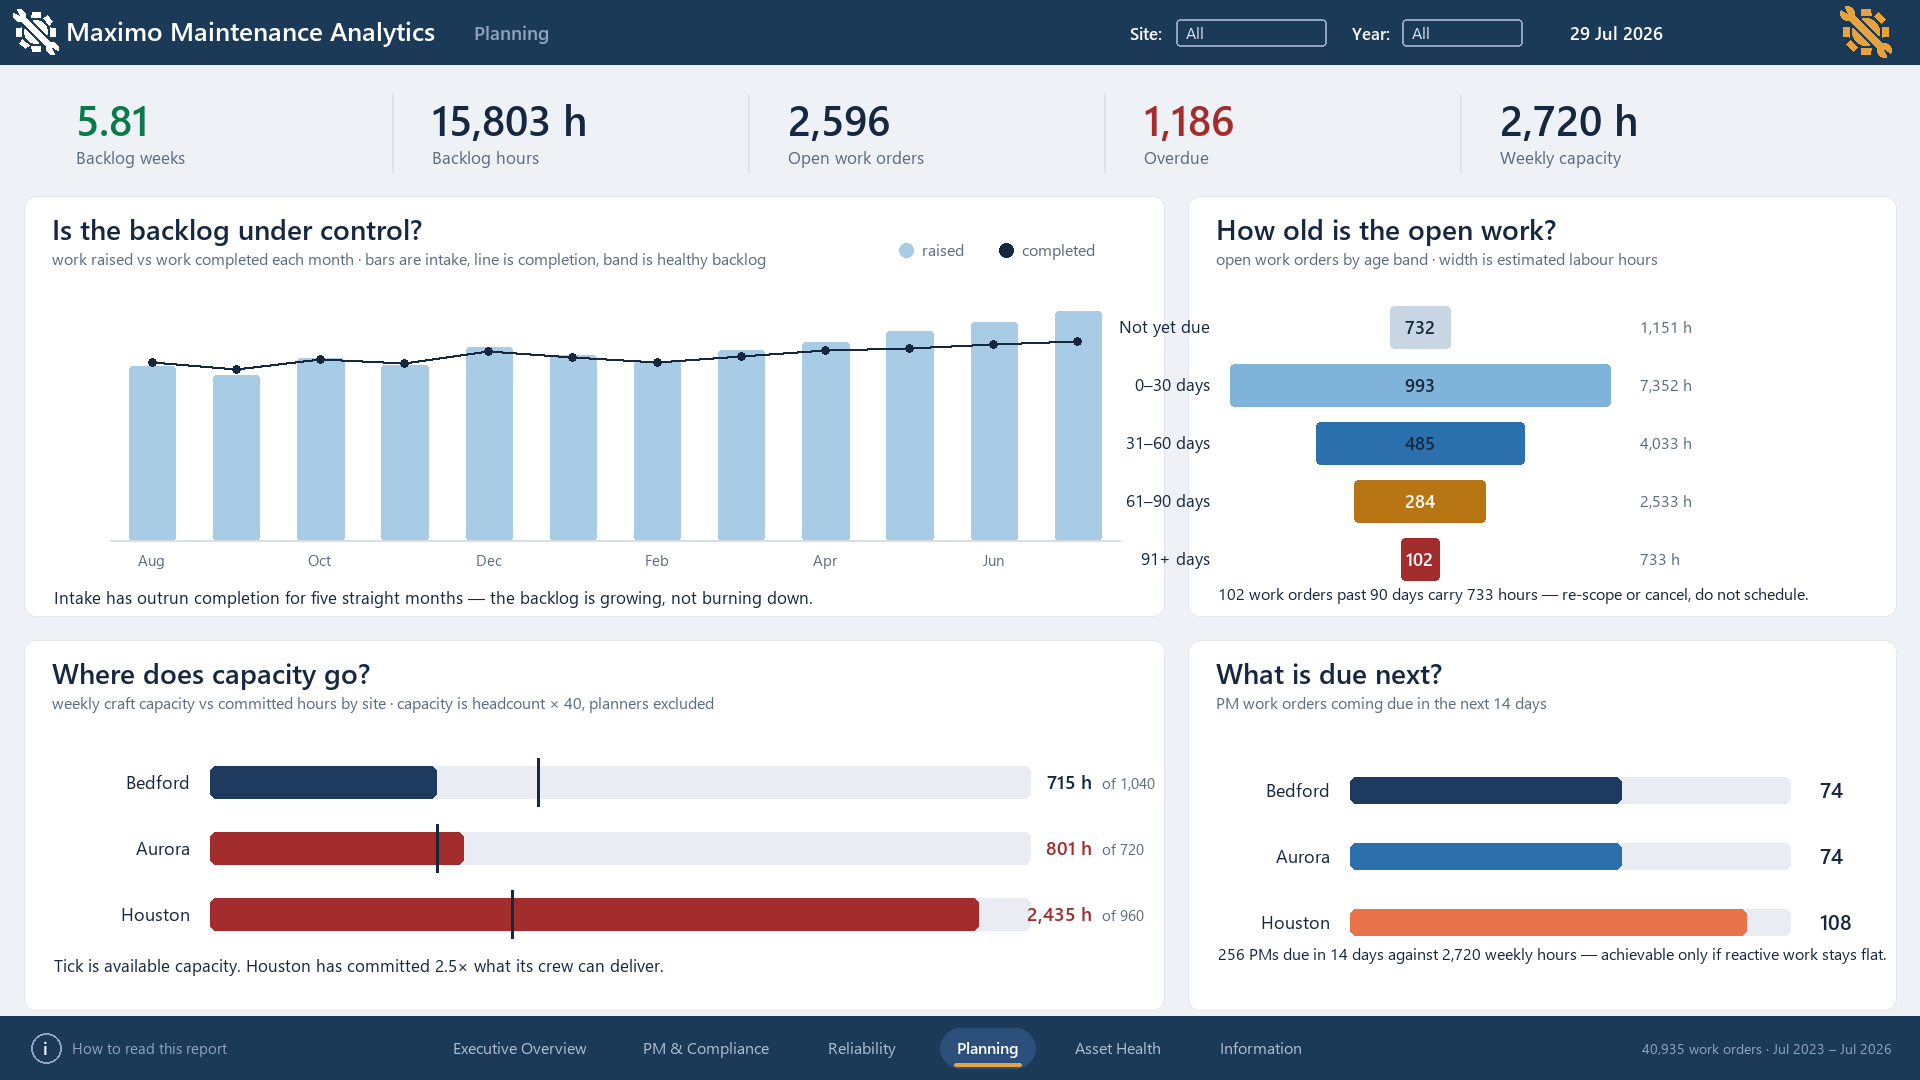 Maximo Maintenance Analytics
Planning
Site:
All
Year:
All
29 Jul 2026
5.81
Backlog weeks
15,803 h
Backlog hours
2,596
Open work orders
1,186
Overdue
2,720 h
Weekly capacity
Is the backlog under control?
work raised vs work completed each month · bars are intake, line is completion, band is healthy backlog
raised
completed
Aug
Oct
Dec
Feb
Apr
Jun
Intake has outrun completion for five straight months — the backlog is growing, not burning down.
How old is the open work?
open work orders by age band · width is estimated labour hours
Not yet due
732
1,151 h
0–30 days
993
7,352 h
31–60 days
485
4,033 h
61–90 days
284
2,533 h
91+ days
102
733 h
102 work orders past 90 days carry 733 hours — re-scope or cancel, do not schedule.
Where does capacity go?
weekly craft capacity vs committed hours by site · capacity is headcount × 40, planners excluded
Bedford
715 h of 1,040
Aurora
801 h of 720
Houston
2,435 h of 960
Tick is available capacity. Houston has committed 2.5× what its crew can deliver.
What is due next?
PM work orders coming due in the next 14 days
Bedford
74
Aurora
74
Houston
108
256 PMs due in 14 days against 2,720 weekly hours — achievable only if reactive work stays flat.
i
How to read this report
Executive Overview
PM & Compliance
Reliability
Planning
Asset Health
Information
40,935 work orders · Jul 2023 – Jul 2026